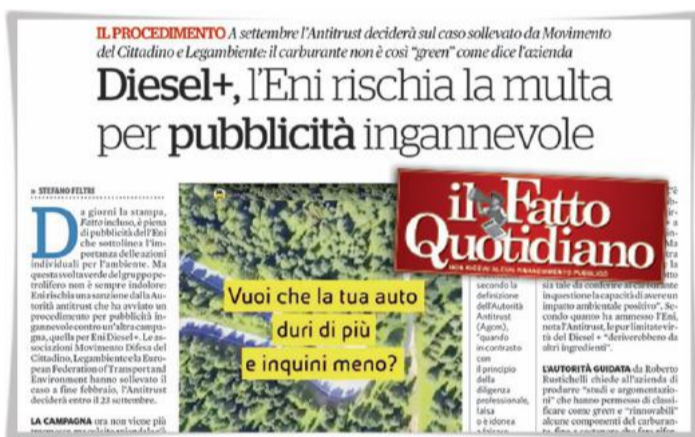 IL PROCEDIMENTO A settembre l'Antitrust deciderà sul caso sollevato da Movimento
del Cittadino e Legambiente: il carburante non è così "green" come dice l'azienda
Diesel+, l'Eni rischia la multa
per pubblicità ingannevole
» STEFANO FELTRI
Da giorni la stampa,
Fatto incluso, è piena
di pubblicità dell'Eni
che sottolinea l'im-
portanza delle azioni
individuali per l'ambiente. Ma
questa svolta verde del gruppo pe-
trolifero non è sempre indolore:
Eni rischia una sanzione dalla Au-
torità antitrust che ha avviato un
procedimento per pubblicità in-
gannevole contro un'altra campa-
gna, quella per Eni Diesel+. Le as-
sociazioni Movimento Difesa del
Cittadino, Legambiente e la Euro-
pean Federation of Transport and
Environment hanno sollevato il
caso a fine febbraio, l'Antitrust
deciderà entro il 23 settembre.
LA CAMPAGNA ora non viene più
Vuoi che la tua auto
duri di più
e inquini meno?
il Fatto
Quotidiano
NON RICEVE ALCUN FINANZIAMENTO PUBBLICO
secondo la
definizione
dell'Autorità
Antitrust
(Agcm),
"quando
in contrasto
con
il principio
della
diligenza
professionale,
falsa
o è idonea
a falsare
sia tale da conferire al carburante
in questione la capacità di avere un
impatto ambientale positivo". Se-
condo quanto ha ammesso l'Eni,
nota l'Antitrust, le pur limitate vir-
tù del Diesel + "deriverebbero da
altri ingredienti".
L'AUTORITÀ GUIDATA da Roberto
Rustichelli chiede all'azienda di
produrre "studi e argomentazio-
ni" che hanno permesso di classi-
ficare come green e "rinnovabili"
alcune componenti del carburan-